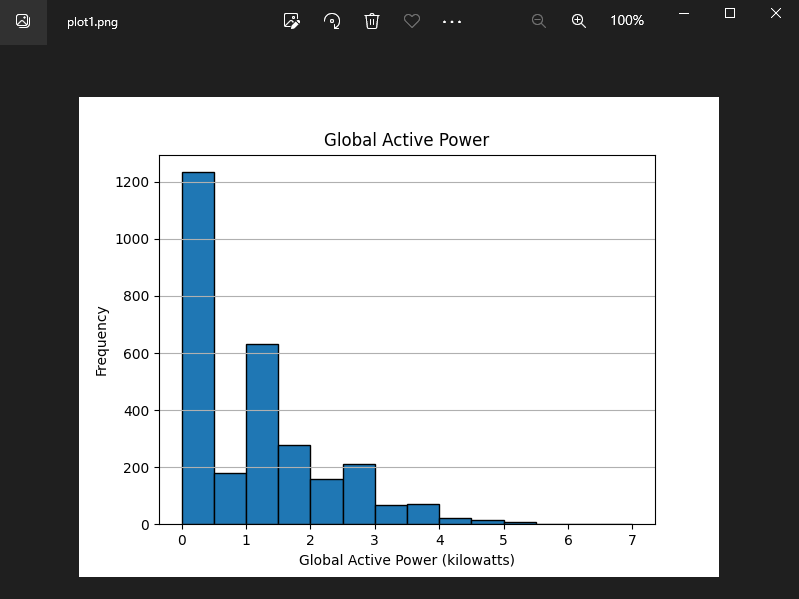 plot1.png
100%
Global Active Power
1200
1000
800
600
400
200
0
Frequency
0 1 2 3 4 5 6 7
Global Active Power (kilowatts)